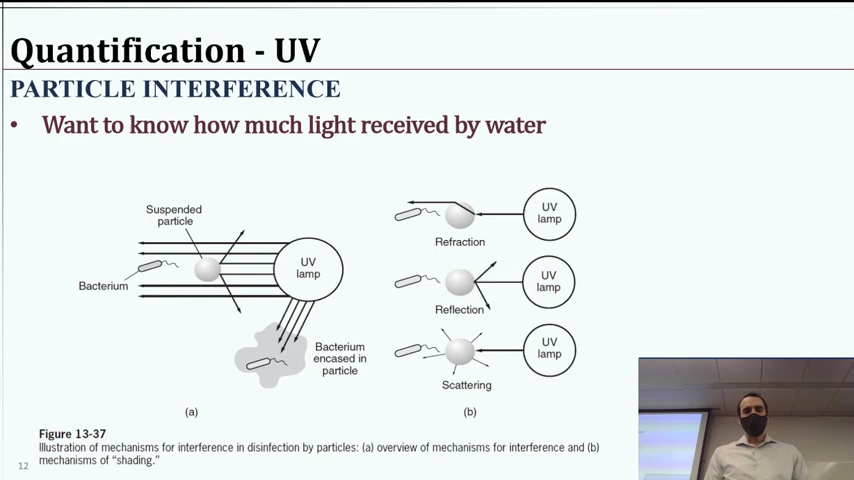 Quantification - UV
PARTICLE INTERFERENCE
• Want to know how much light received by water
Suspended
particle
Bacterium
UV
lamp
Bacterium
encased in
particle
(a)
UV
lamp
Refraction
UV
lamp
Reflection
UV
lamp
Scattering
(b)
Figure 13-37
Illustration of mechanisms for interference in disinfection by particles: (a) overview of mechanisms for interference and (b)
mechanisms of “shading.”
12